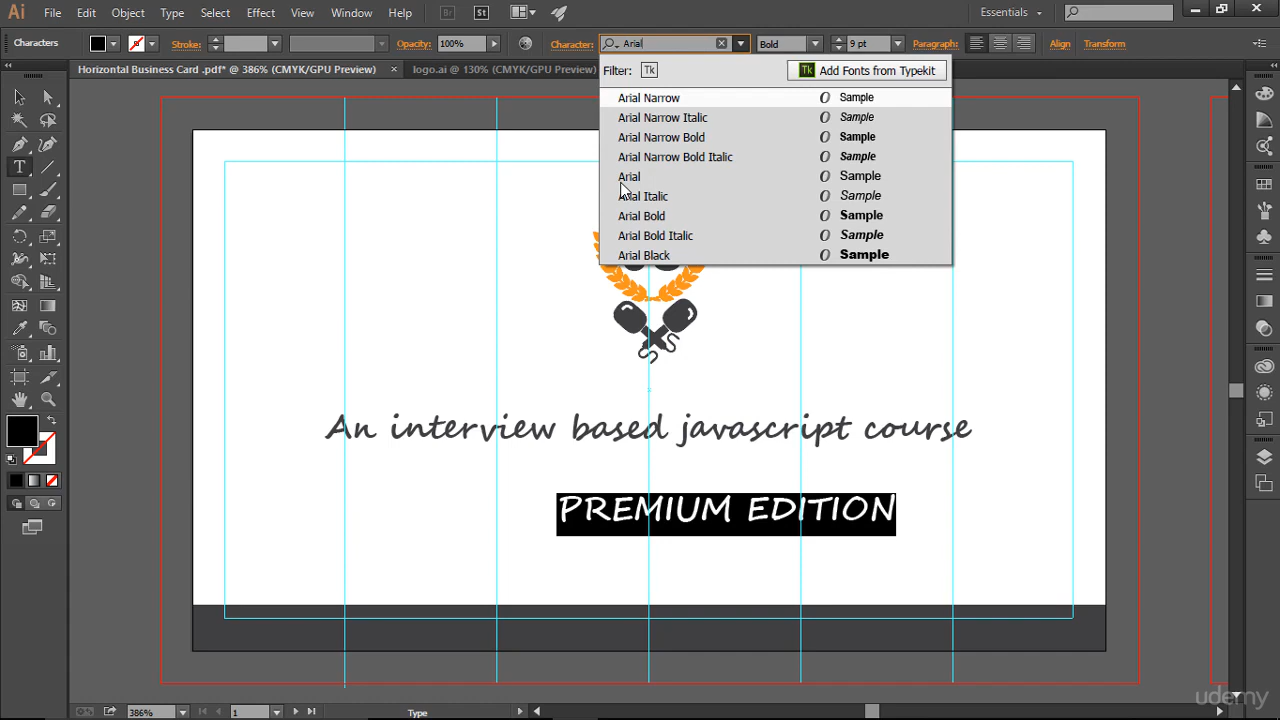 Ai File Edit Object Type Select Effect View Window Help Br St Essentials
Characters Stroke: Opacity: 100% Character: Arial Bold 9 pt Paragraph: Align Transform
Horizontal Business Card .pdf* @ 386% (CMYK/GPU Preview) × logo.ai @ 130% (CMYK/GPU Preview)
Filter: Tk Tk Add Fonts from Typekit
Arial Narrow O Sample
Arial Narrow Italic O Sample
Arial Narrow Bold O Sample
Arial Narrow Bold Italic O Sample
Arial O Sample
Arial Italic O Sample
Arial Bold O Sample
Arial Bold Italic O Sample
Arial Black O Sample
An interview based javascript course
PREMIUM EDITION
386% 1 Type
udemy